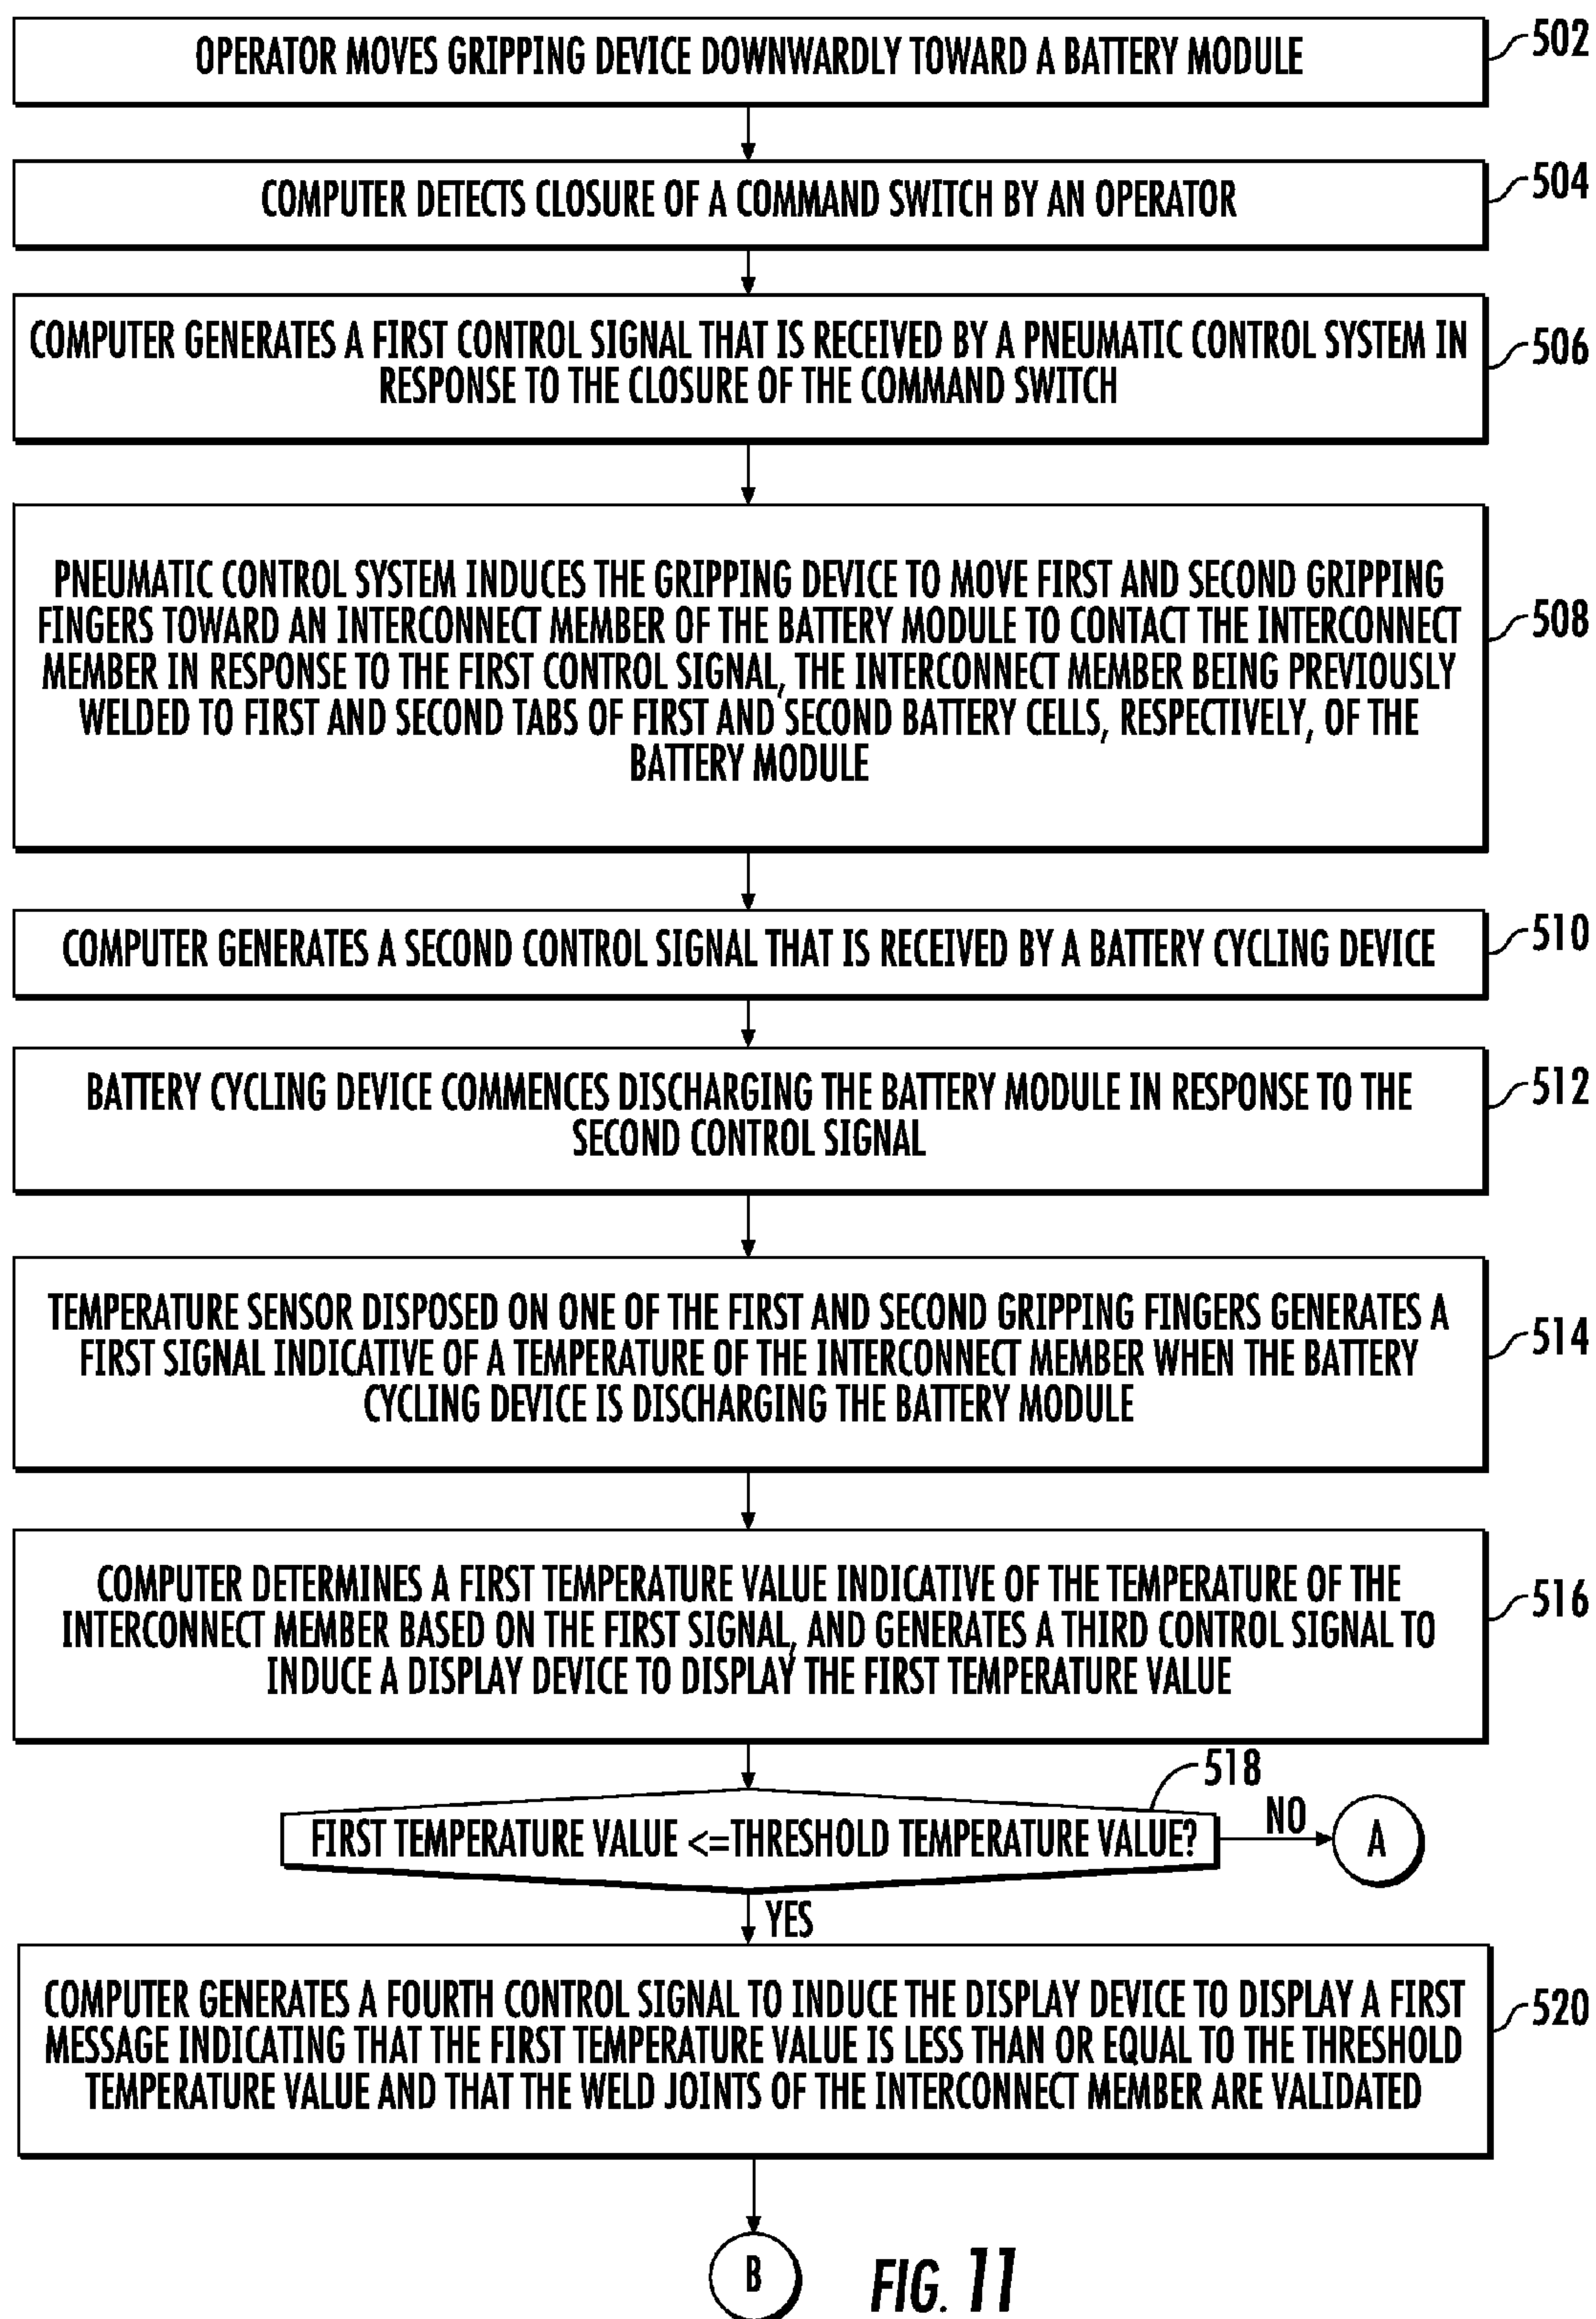 OPERATOR MOVES GRIPPING DEVICE DOWNWARDLY TOWARD A BATTERY MODULE
502
COMPUTER DETECTS CLOSURE OF A COMMAND SWITCH BY AN OPERATOR
504
COMPUTER GENERATES A FIRST CONTROL SIGNAL THAT IS RECEIVED BY A PNEUMATIC CONTROL SYSTEM IN
RESPONSE TO THE CLOSURE OF THE COMMAND SWITCH
506
PNEUMATIC CONTROL SYSTEM INDUCES THE GRIPPING DEVICE TO MOVE FIRST AND SECOND GRIPPING
FINGERS TOWARD AN INTERCONNECT MEMBER OF THE BATTERY MODULE TO CONTACT THE INTERCONNECT
MEMBER IN RESPONSE TO THE FIRST CONTROL SIGNAL, THE INTERCONNECT MEMBER BEING PREVIOUSLY
WELDED TO FIRST AND SECOND TABS OF FIRST AND SECOND BATTERY CELLS, RESPECTIVELY, OF THE
BATTERY MODULE
508
COMPUTER GENERATES A SECOND CONTROL SIGNAL THAT IS RECEIVED BY A BATTERY CYCLING DEVICE
510
BATTERY CYCLING DEVICE COMMENCES DISCHARGING THE BATTERY MODULE IN RESPONSE TO THE
SECOND CONTROL SIGNAL
512
TEMPERATURE SENSOR DISPOSED ON ONE OF THE FIRST AND SECOND GRIPPING FINGERS GENERATES A
FIRST SIGNAL INDICATIVE OF A TEMPERATURE OF THE INTERCONNECT MEMBER WHEN THE BATTERY
CYCLING DEVICE IS DISCHARGING THE BATTERY MODULE
514
COMPUTER DETERMINES A FIRST TEMPERATURE VALUE INDICATIVE OF THE TEMPERATURE OF THE
INTERCONNECT MEMBER BASED ON THE FIRST SIGNAL, AND GENERATES A THIRD CONTROL SIGNAL TO
INDUCE A DISPLAY DEVICE TO DISPLAY THE FIRST TEMPERATURE VALUE
516
518
FIRST TEMPERATURE VALUE <=THRESHOLD TEMPERATURE VALUE?
NO
A
YES
COMPUTER GENERATES A FOURTH CONTROL SIGNAL TO INDUCE THE DISPLAY DEVICE TO DISPLAY A FIRST
MESSAGE INDICATING THAT THE FIRST TEMPERATURE VALUE IS LESS THAN OR EQUAL TO THE THRESHOLD
TEMPERATURE VALUE AND THAT THE WELD JOINTS OF THE INTERCONNECT MEMBER ARE VALIDATED
520
B
FIG. 11